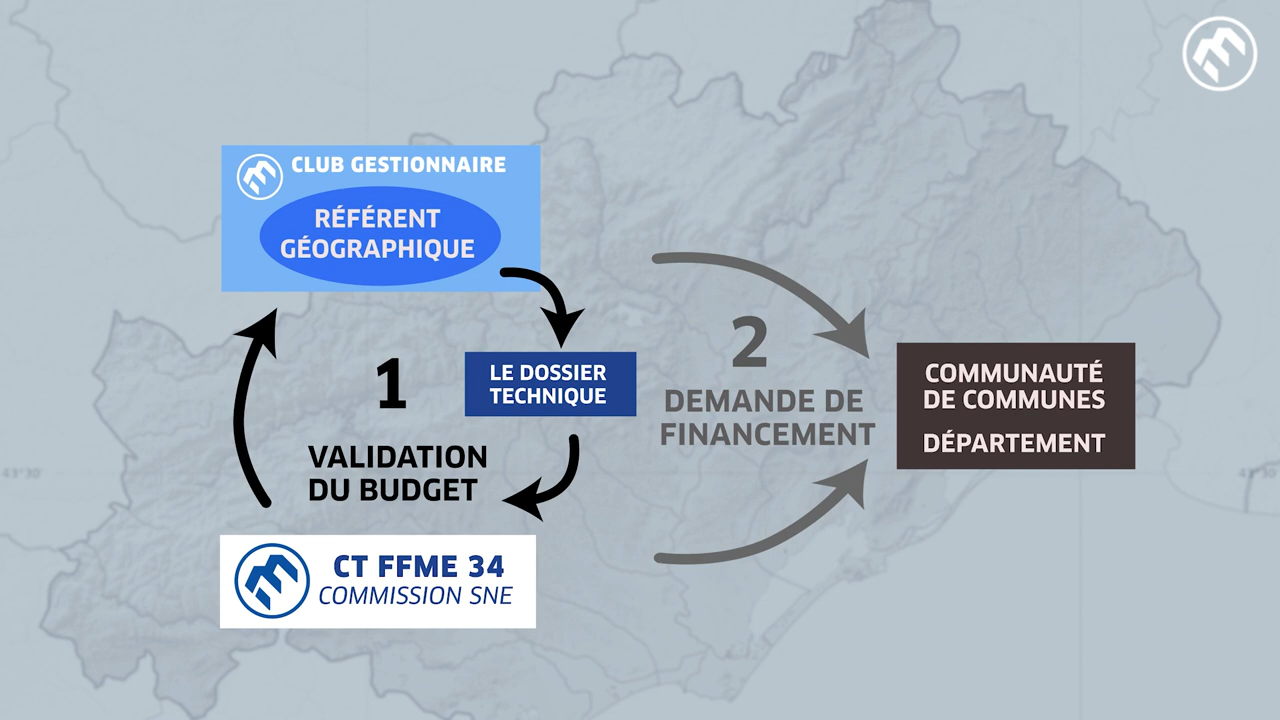 CLUB GESTIONNAIRE
RÉFÉRENT
GÉOGRAPHIQUE
1
VALIDATION
DU BUDGET
LE DOSSIER
TECHNIQUE
CT FFME 34
COMMISSION SNE
2
DEMANDE DE
FINANCEMENT
COMMUNAUTÉ
DE COMMUNES
DÉPARTEMENT